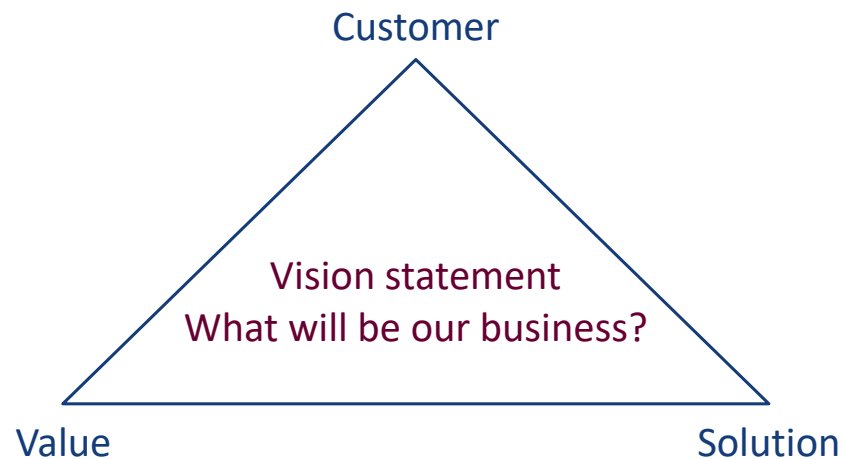 Customer
Vision statement
What will be our business?
Value
Solution